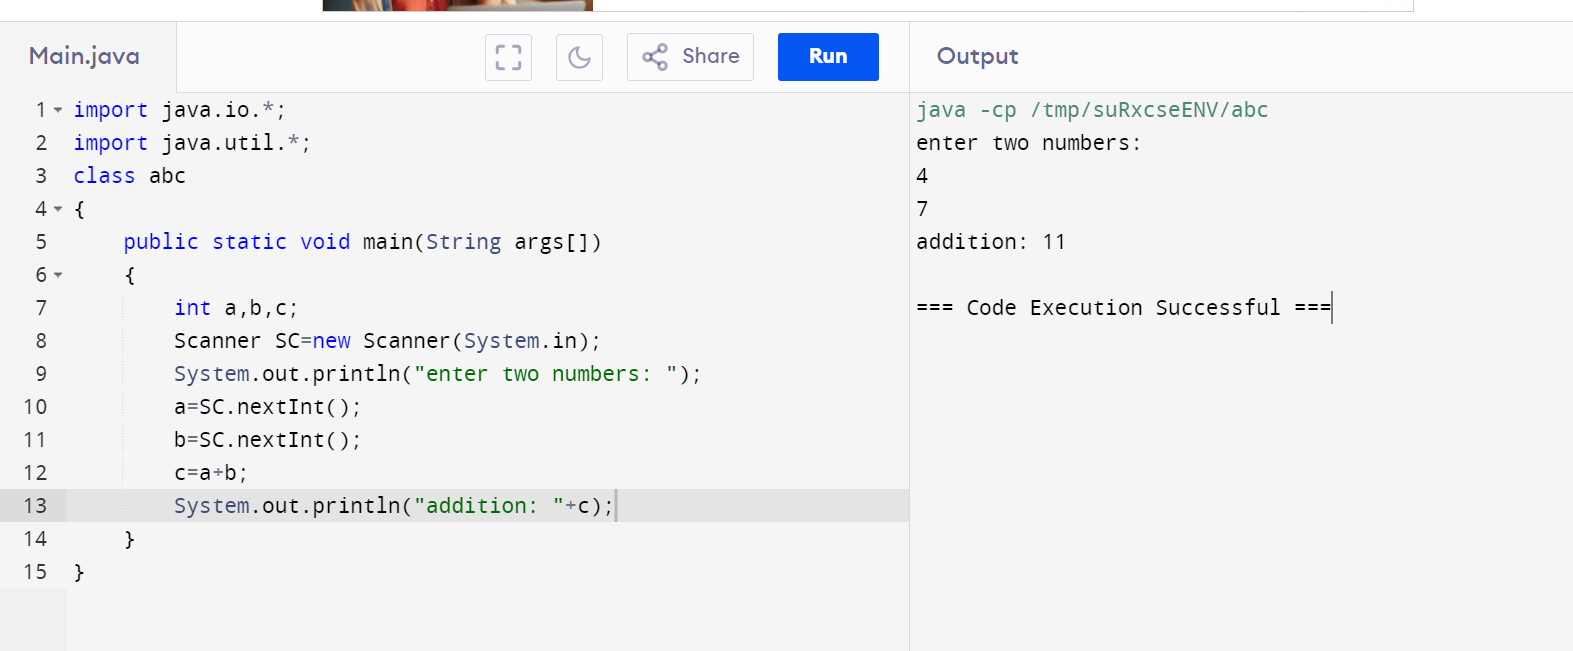 Main.java
Share
Run
Output
1 import java.io.*;
2 import java.util.*;
3 class abc
4 {
5 public static void main(String args[])
6 {
7 int a,b,c;
8 Scanner SC=new Scanner(System.in);
9 System.out.println("enter two numbers: ");
10 a=SC.nextInt();
11 b=SC.nextInt();
12 c=a+b;
13 System.out.println("addition: "+c);
14 }
15 }
java -cp /tmp/suRxcseENV/abc
enter two numbers:
4
7
addition: 11
=== Code Execution Successful ===